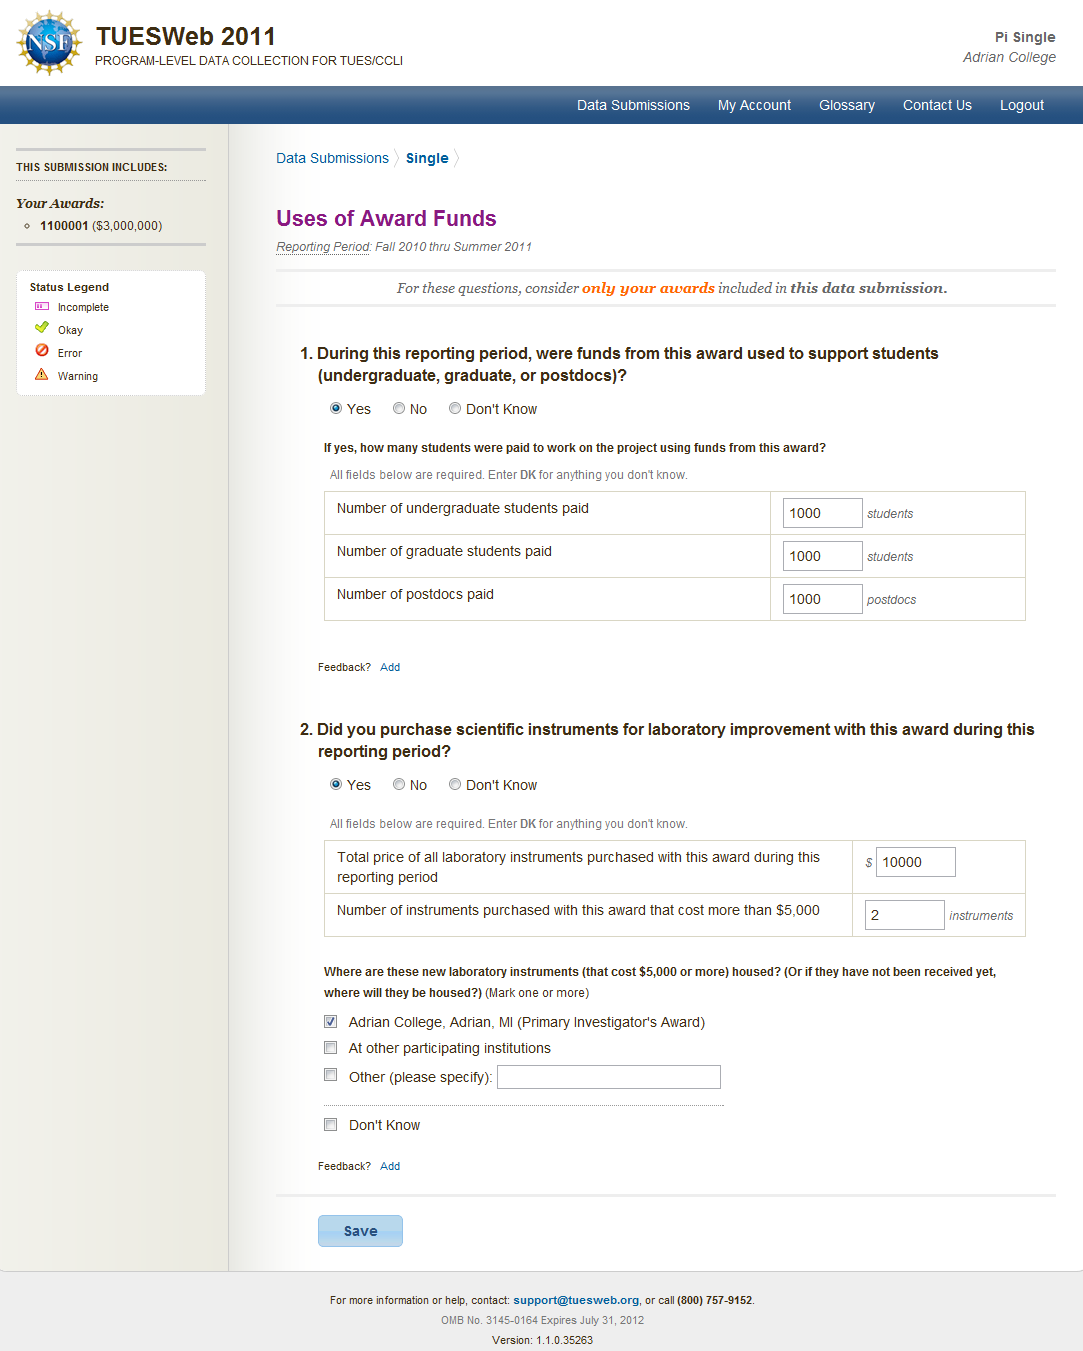 NSF
TUESWeb 2011
PROGRAM-LEVEL DATA COLLECTION FOR TUES/CCLI
Pi Single
Adrian College
Data Submissions My Account Glossary Contact Us Logout
THIS SUBMISSION INCLUDES:
Your Awards:
1100001 ($3,000,000)
Status Legend
Incomplete
Okay
Error
Warning
Data Submissions Single
Uses of Award Funds
Reporting Period: Fall 2010 thru Summer 2011
For these questions, consider only your awards included in this data submission.
1. During this reporting period, were funds from this award used to support students
(undergraduate, graduate, or postdocs)?
Yes No Don't Know
If yes, how many students were paid to work on the project using funds from this award?
All fields below are required. Enter DK for anything you don't know.
Number of undergraduate students paid 1000 students
Number of graduate students paid 1000 students
Number of postdocs paid 1000 postdocs
Feedback? Add
2. Did you purchase scientific instruments for laboratory improvement with this award during this
reporting period?
Yes No Don't Know
All fields below are required. Enter DK for anything you don't know.
Total price of all laboratory instruments purchased with this award during this
reporting period
$ 10000
Number of instruments purchased with this award that cost more than $5,000 2 instruments
Where are these new laboratory instruments (that cost $5,000 or more) housed? (Or if they have not been received yet,
where will they be housed?) (Mark one or more)
Adrian College, Adrian, MI (Primary Investigator's Award)
At other participating institutions
Other (please specify):
Don't Know
Feedback? Add
Save
For more information or help, contact: support@tuesweb.org, or call (800) 757-9152.
OMB No. 3145-0164 Expires July 31, 2012
Version: 1.1.0.35263